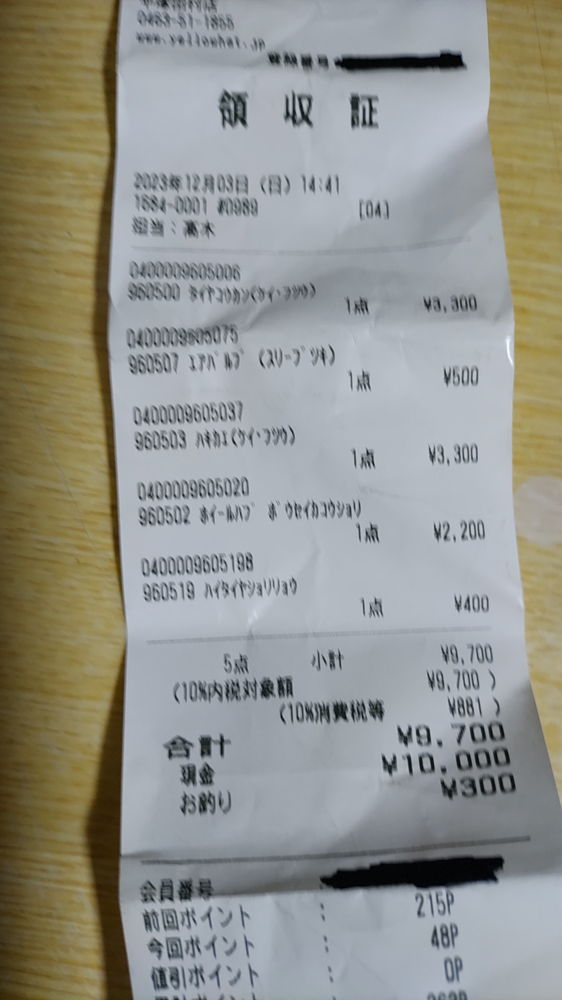 0463-51-1855
www.yellowhat.jp
登録番号
領収証
2023年12月03日（日）14:41
1684-0001 #0989 [04]
担当：髙木
0400009605006
960500 タイヤコウカン(ケイ・フツウ)
1点 ¥3,300
0400009605075
960507 エアバルブ (スリーブツキ)
1点 ¥500
0400009605037
960503 ハキカエ(ケイ・フツウ)
1点 ¥3,300
0400009605020
960502 ホイールハブ ボウセイカコウショリ
1点 ¥2,200
0400009605198
960519 ハイタイヤショリリョウ
1点 ¥400
5点 小計 ¥9,700
(10%内税対象額 ¥9,700 )
(10%消費税等 ¥881 )
合計 ¥9,700
現金 ¥10,000
お釣り ¥300
会員番号 :
前回ポイント : 215P
今回ポイント : 48P
値引ポイント : 0P